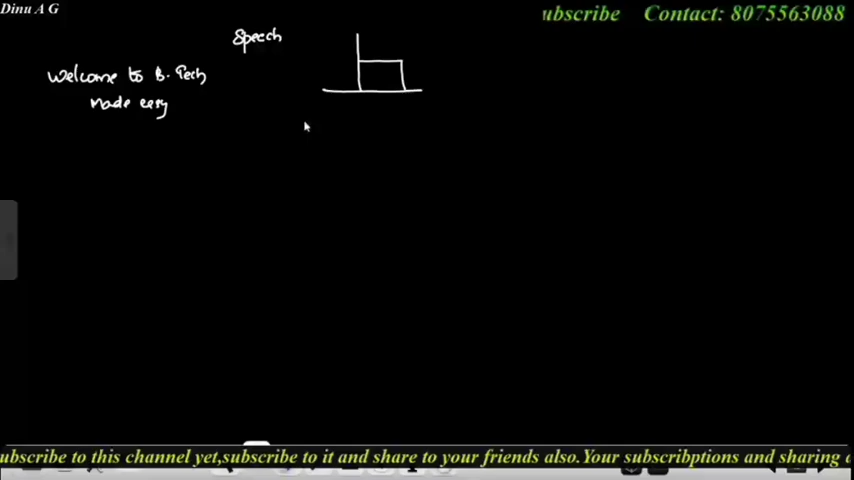 Dinu A G
ubscribe Contact: 8075563088
Speech
Welcome to B.Tech
made easy
ubscribe to this channel yet,subscribe to it and share to your friends also.Your subscribptions and sharing